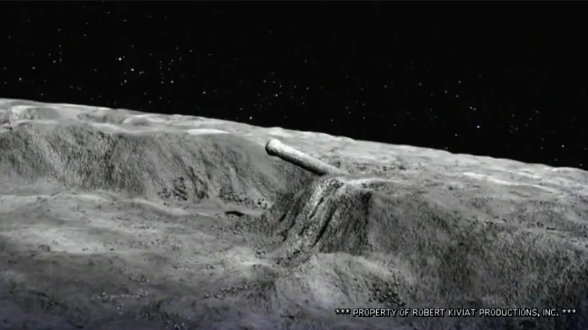 *** PROPERTY OF ROBERT KIVIAT PRODUCTIONS, INC. ***